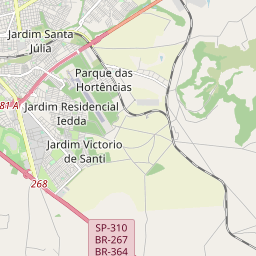 Jardim Santa
Júlia
Parque das
Hortências
81 A
Jardim Residencial
Iedda
Jardim Victorio
de Santi
268
SP-310
BR-267
BR-364